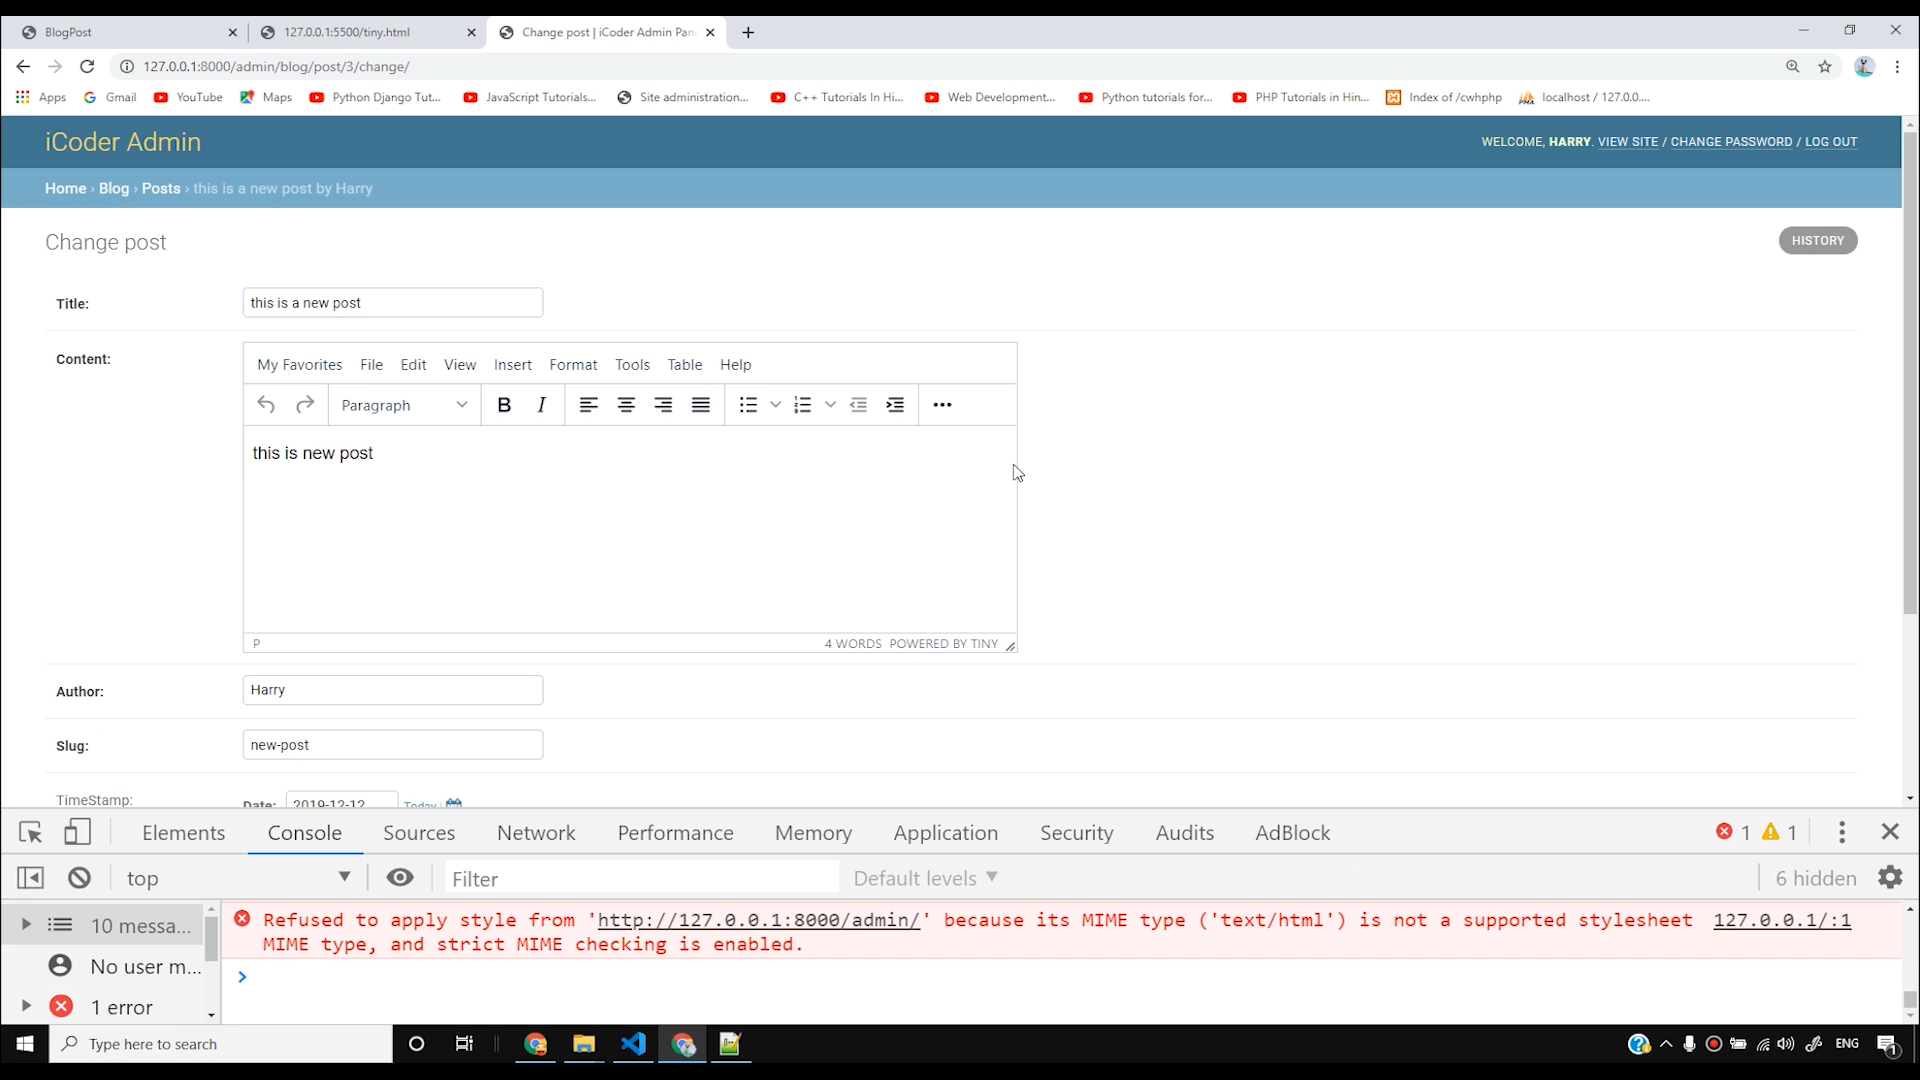 BlogPost
127.0.0.1:5500/tiny.html
Change post | iCoder Admin Pan
127.0.0.1:8000/admin/blog/post/3/change/
Apps Gmail YouTube Maps Python Django Tut... JavaScript Tutorials... Site administration... C++ Tutorials In Hi... Web Development... Python tutorials for... PHP Tutorials in Hin... Index of /cwhphp localhost / 127.0.0....
iCoder Admin
WELCOME, HARRY. VIEW SITE / CHANGE PASSWORD / LOG OUT
Home › Blog › Posts › this is a new post by Harry
Change post
HISTORY
Title: this is a new post
Content:
My Favorites File Edit View Insert Format Tools Table Help
Paragraph B I
this is new post
P 4 WORDS POWERED BY TINY
Author: Harry
Slug: new-post
TimeStamp:
Date: 2019-12-12 Today |
Elements Console Sources Network Performance Memory Application Security Audits AdBlock 1 1
top Filter Default levels ▼ 6 hidden
10 messa...
No user m...
1 error
Refused to apply style from 'http://127.0.0.1:8000/admin/' because its MIME type ('text/html') is not a supported stylesheet 127.0.0.1/:1
MIME type, and strict MIME checking is enabled.
Type here to search
ENG
1